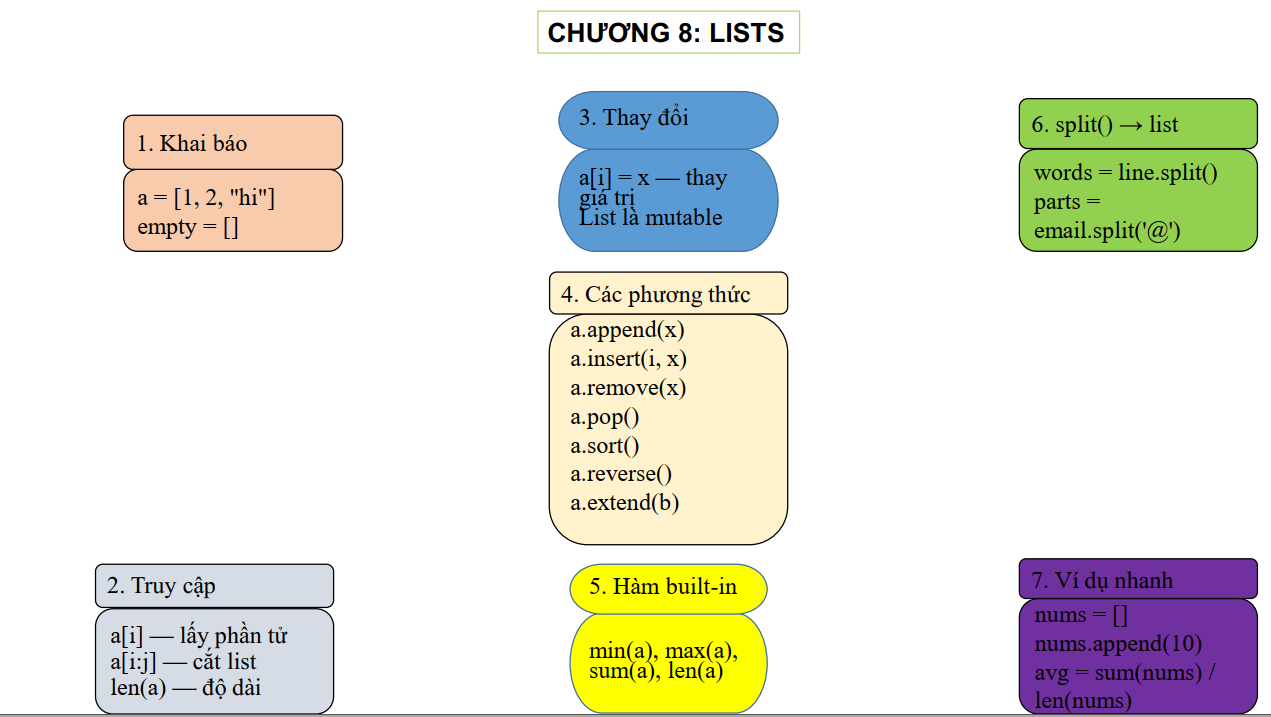 CHƯƠNG 8: LISTS
1. Khai báo
a = [1, 2, "hi"]
empty = []
2. Truy cập
a[i] — lấy phần tử
a[i:j] — cắt list
len(a) — độ dài
3. Thay đổi
a[i] = x — thay
giá trị
List là mutable
4. Các phương thức
a.append(x)
a.insert(i, x)
a.remove(x)
a.pop()
a.sort()
a.reverse()
a.extend(b)
5. Hàm built-in
min(a), max(a),
sum(a), len(a)
6. split() → list
words = line.split()
parts =
email.split('@')
7. Ví dụ nhanh
nums = []
nums.append(10)
avg = sum(nums) /
len(nums)